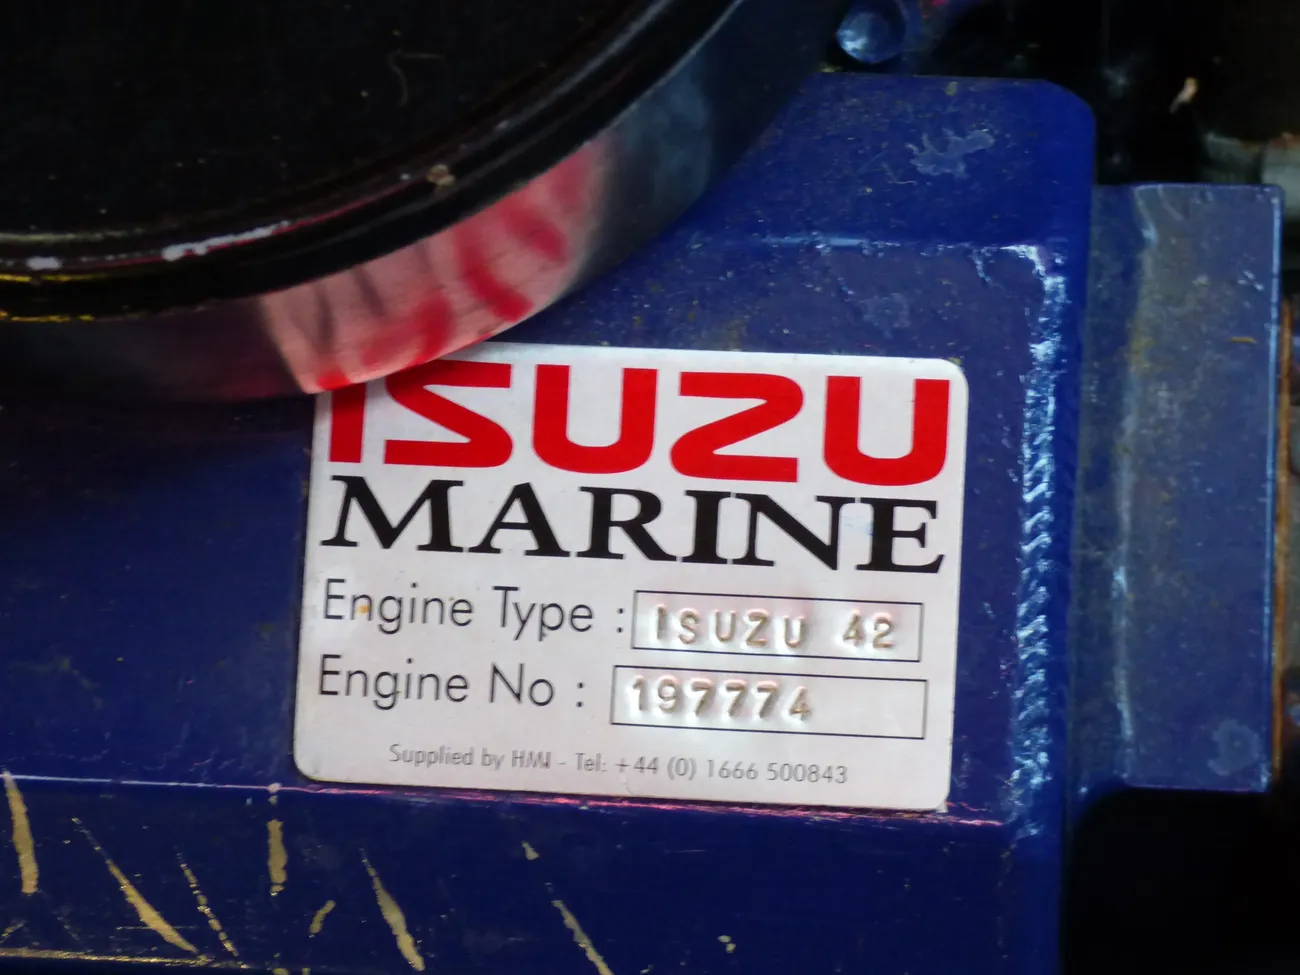 ISUZU
MARINE
Engine Type : ISUZU 42
Engine No : 197774
Supplied by HMI - Tel: +44 (0) 1666 500843